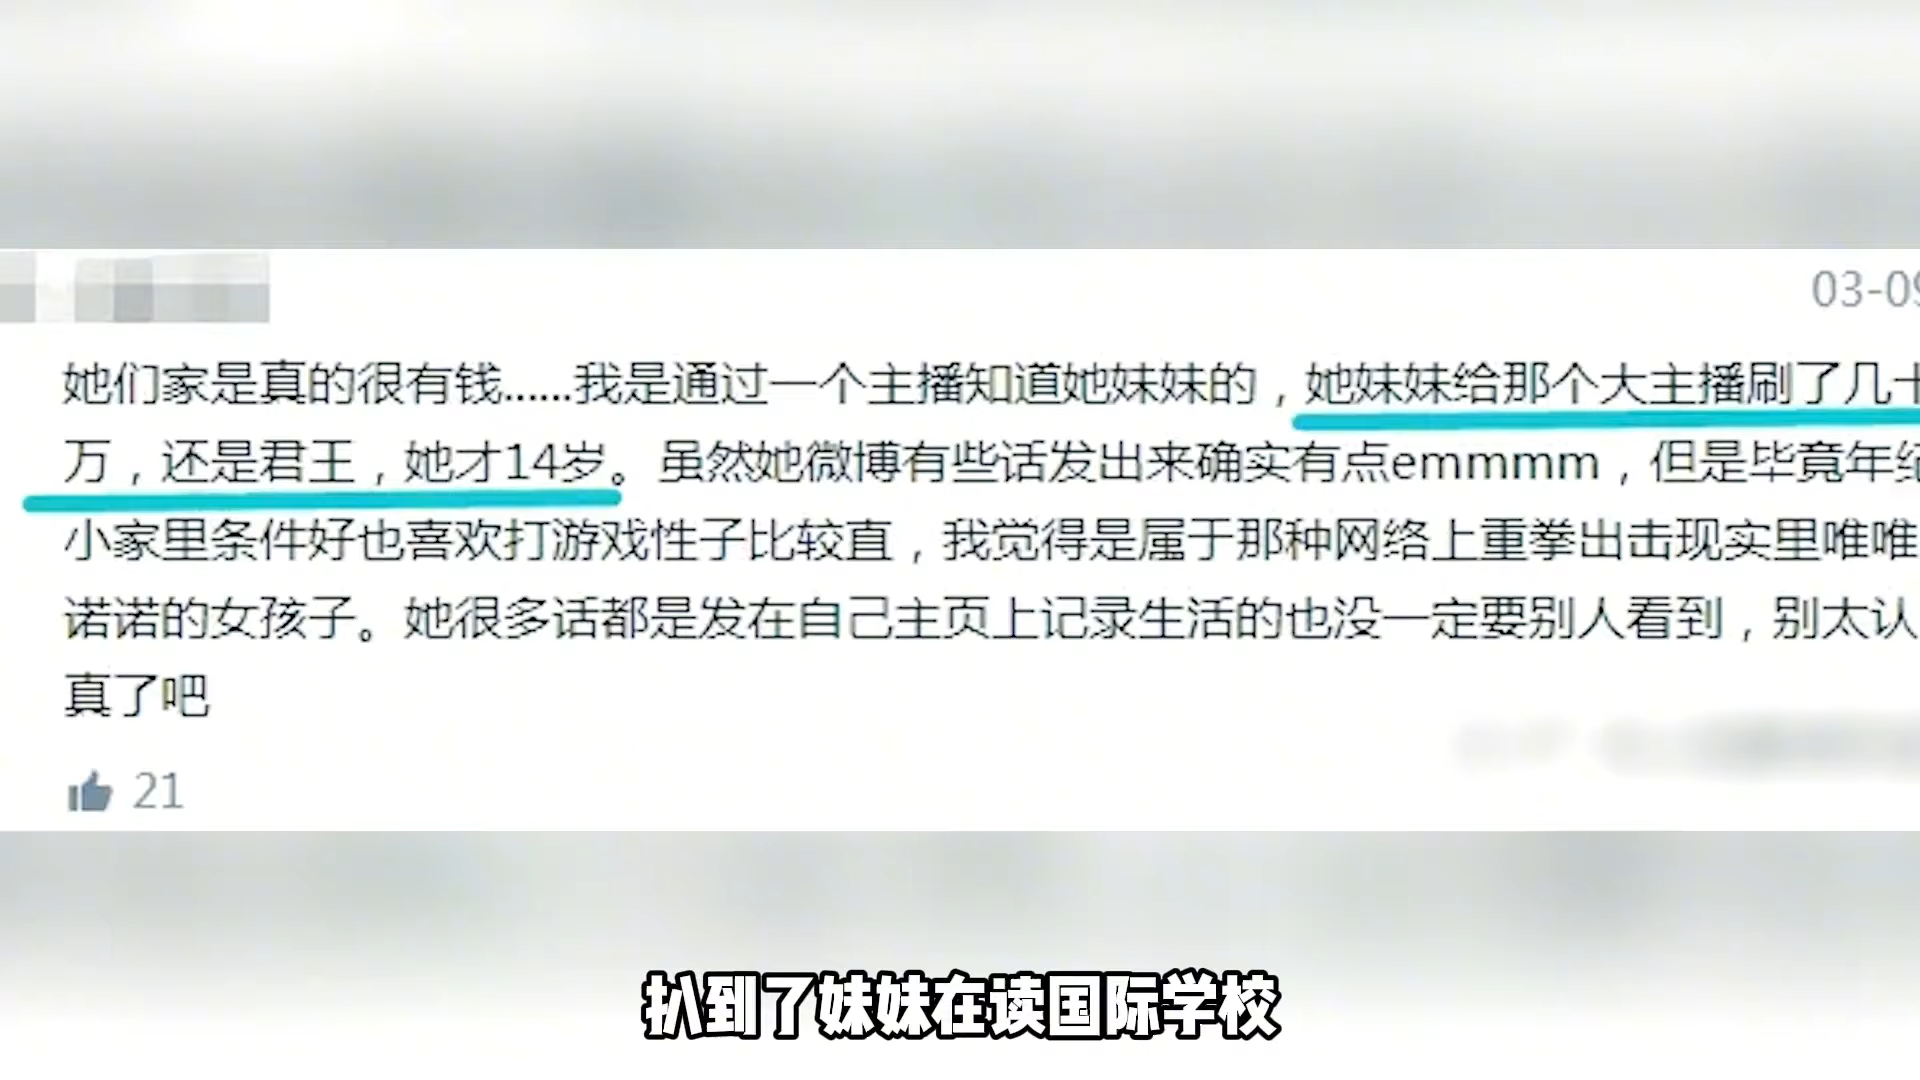 03-09
她们家是真的很有钱......我是通过一个主播知道她妹妹的，她妹妹给那个大主播刷了几十
万，还是君王，她才14岁。虽然她微博有些话发出来确实有点emmmm，但是毕竟年纪
小家里条件好也喜欢打游戏性子比较直，我觉得是属于那种网络上重拳出击现实里唯唯
诺诺的女孩子。她很多话都是发在自己主页上记录生活的也没一定要别人看到，别太认
真了吧
21
扒到了妹妹在读国际学校